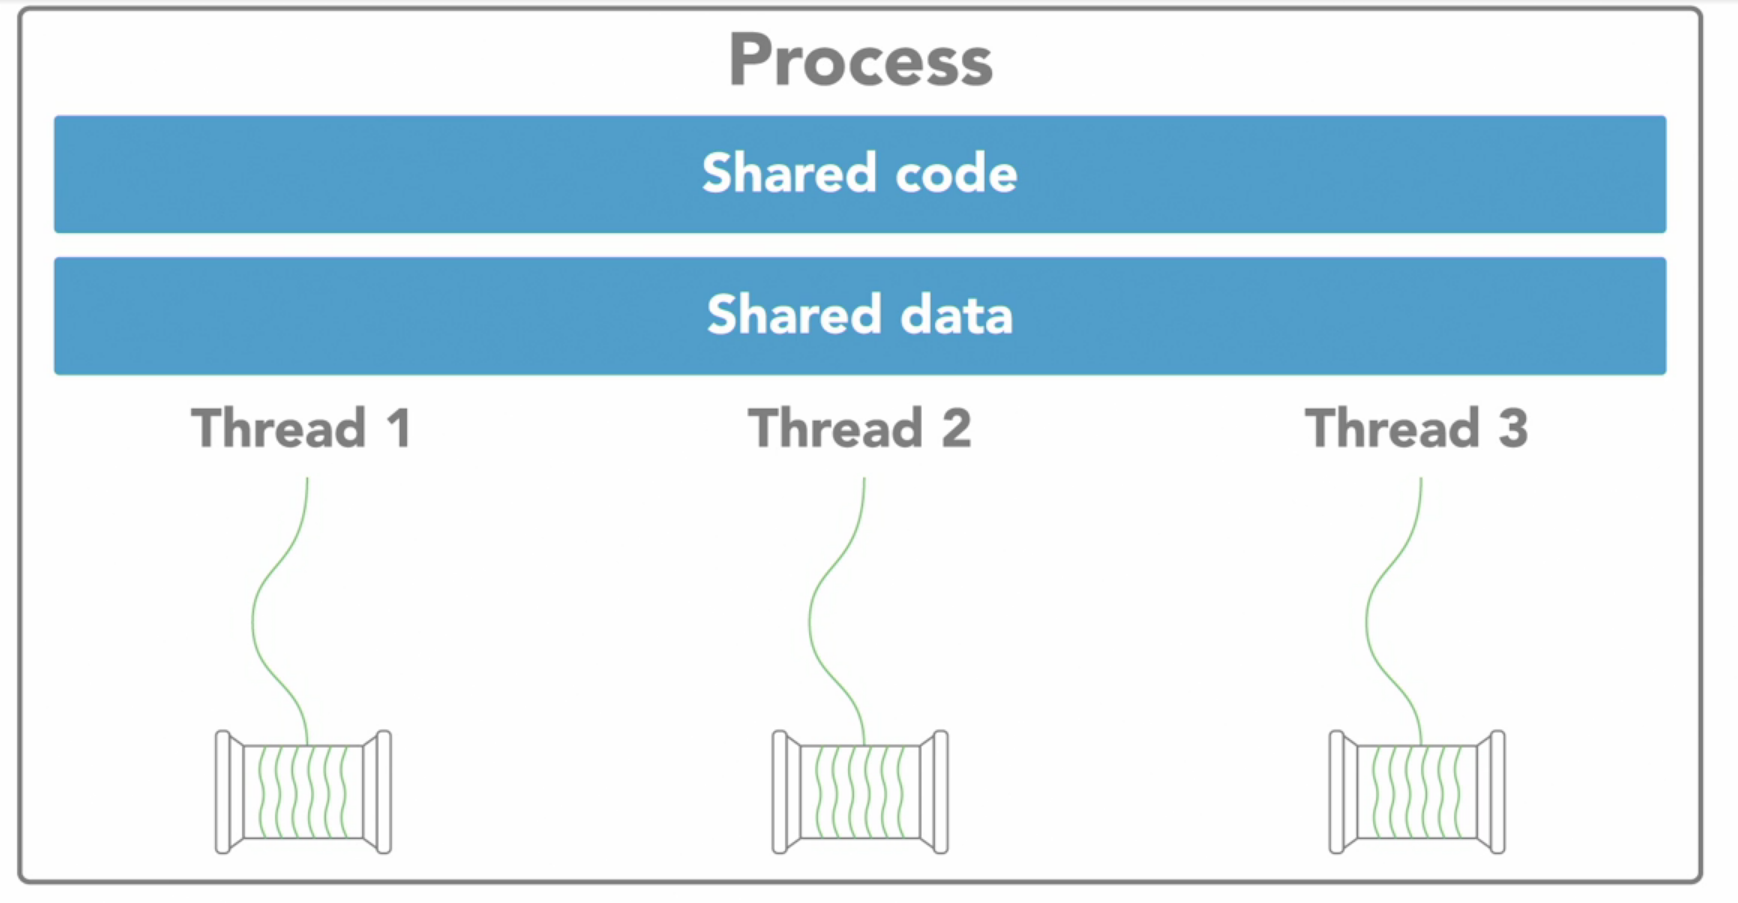 Process
Shared code
Shared data
Thread 1
Thread 2
Thread 3